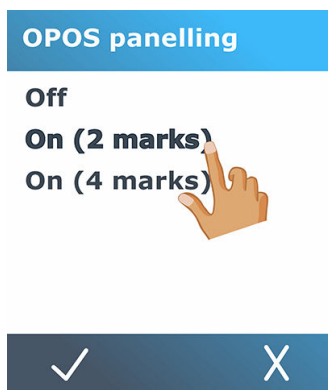 OPOS panelling
Off
On (2 marks)
On (4 marks)